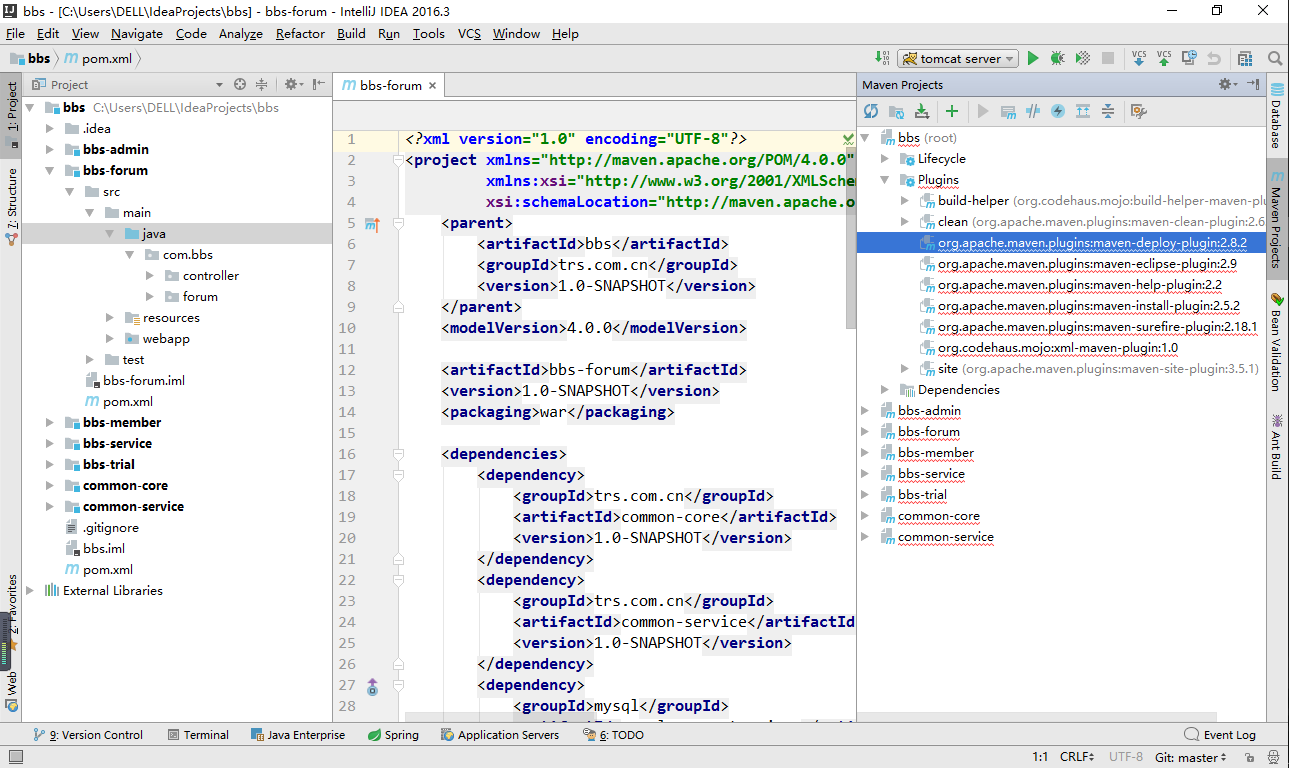 bbs - [C:\Users\DELL\IdeaProjects\bbs] - bbs-forum - IntelliJ IDEA 2016.3
File Edit View Navigate Code Analyze Refactor Build Run Tools VCS Window Help
bbs pom.xml tomcat server VCS VCS
1: Project
7: Structure
2: Favorites
Web
Project
bbs C:\Users\DELL\IdeaProjects\bbs
.idea
bbs-admin
bbs-forum
src
main
java
com.bbs
controller
forum
resources
webapp
test
bbs-forum.iml
pom.xml
bbs-member
bbs-service
bbs-trial
common-core
common-service
.gitignore
bbs.iml
pom.xml
External Libraries
bbs-forum
1 <?xml version="1.0" encoding="UTF-8"?>
2 <project xmlns="http://maven.apache.org/POM/4.0.0"
3 xmlns:xsi="http://www.w3.org/2001/XMLSche
4 xsi:schemaLocation="http://maven.apache.o
5 <parent>
6 <artifactId>bbs</artifactId>
7 <groupId>trs.com.cn</groupId>
8 <version>1.0-SNAPSHOT</version>
9 </parent>
10 <modelVersion>4.0.0</modelVersion>
11
12 <artifactId>bbs-forum</artifactId>
13 <version>1.0-SNAPSHOT</version>
14 <packaging>war</packaging>
15
16 <dependencies>
17 <dependency>
18 <groupId>trs.com.cn</groupId>
19 <artifactId>common-core</artifactId>
20 <version>1.0-SNAPSHOT</version>
21 </dependency>
22 <dependency>
23 <groupId>trs.com.cn</groupId>
24 <artifactId>common-service</artifactId
25 <version>1.0-SNAPSHOT</version>
26 </dependency>
27 <dependency>
28 <groupId>mysql</groupId>
Maven Projects
bbs (root)
Lifecycle
Plugins
build-helper (org.codehaus.mojo:build-helper-maven-plu
clean (org.apache.maven.plugins:maven-clean-plugin:2.6
org.apache.maven.plugins:maven-deploy-plugin:2.8.2
org.apache.maven.plugins:maven-eclipse-plugin:2.9
org.apache.maven.plugins:maven-help-plugin:2.2
org.apache.maven.plugins:maven-install-plugin:2.5.2
org.apache.maven.plugins:maven-surefire-plugin:2.18.1
org.codehaus.mojo:xml-maven-plugin:1.0
site (org.apache.maven.plugins:maven-site-plugin:3.5.1)
Dependencies
bbs-admin
bbs-forum
bbs-member
bbs-service
bbs-trial
common-core
common-service
Database
Maven Projects
Bean Validation
Ant Build
9: Version Control Terminal Java Enterprise Spring Application Servers 6: TODO Event Log
1:1 CRLF UTF-8 Git: master